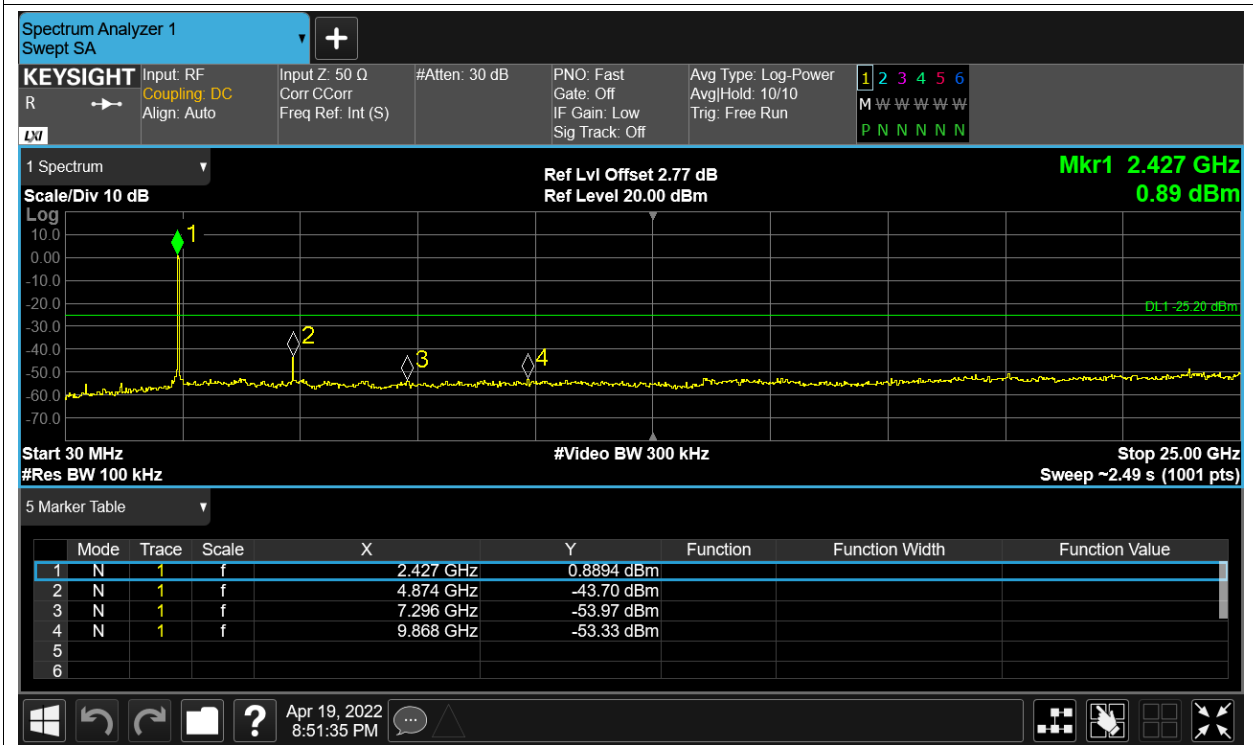 Spectrum Analyzer 1
Swept SA
KEYSIGHT Input: RF Input Z: 50 Ω #Atten: 30 dB PNO: Fast Avg Type: Log-Power 1 2 3 4 5 6
R Coupling: DC Corr CCorr Gate: Off Avg|Hold: 10/10 M W W W W W
Align: Auto Freq Ref: Int (S) IF Gain: Low Trig: Free Run
LXI Sig Track: Off P N N N N N
1 Spectrum Ref Lvl Offset 2.77 dB Mkr1 2.427 GHz
Scale/Div 10 dB Ref Level 20.00 dBm 0.89 dBm
Log
10.0 1
0.00
-10.0
-20.0 DL1 -25.20 dBm
-30.0 2
-40.0 3 4
-50.0
-60.0
-70.0
Start 30 MHz #Video BW 300 kHz Stop 25.00 GHz
#Res BW 100 kHz Sweep ~2.49 s (1001 pts)
5 Marker Table
Mode Trace Scale X Y Function Function Width Function Value
1 N 1 f 2.427 GHz 0.8894 dBm
2 N 1 f 4.874 GHz -43.70 dBm
3 N 1 f 7.296 GHz -53.97 dBm
4 N 1 f 9.868 GHz -53.33 dBm
5
6
? Apr 19, 2022
8:51:35 PM